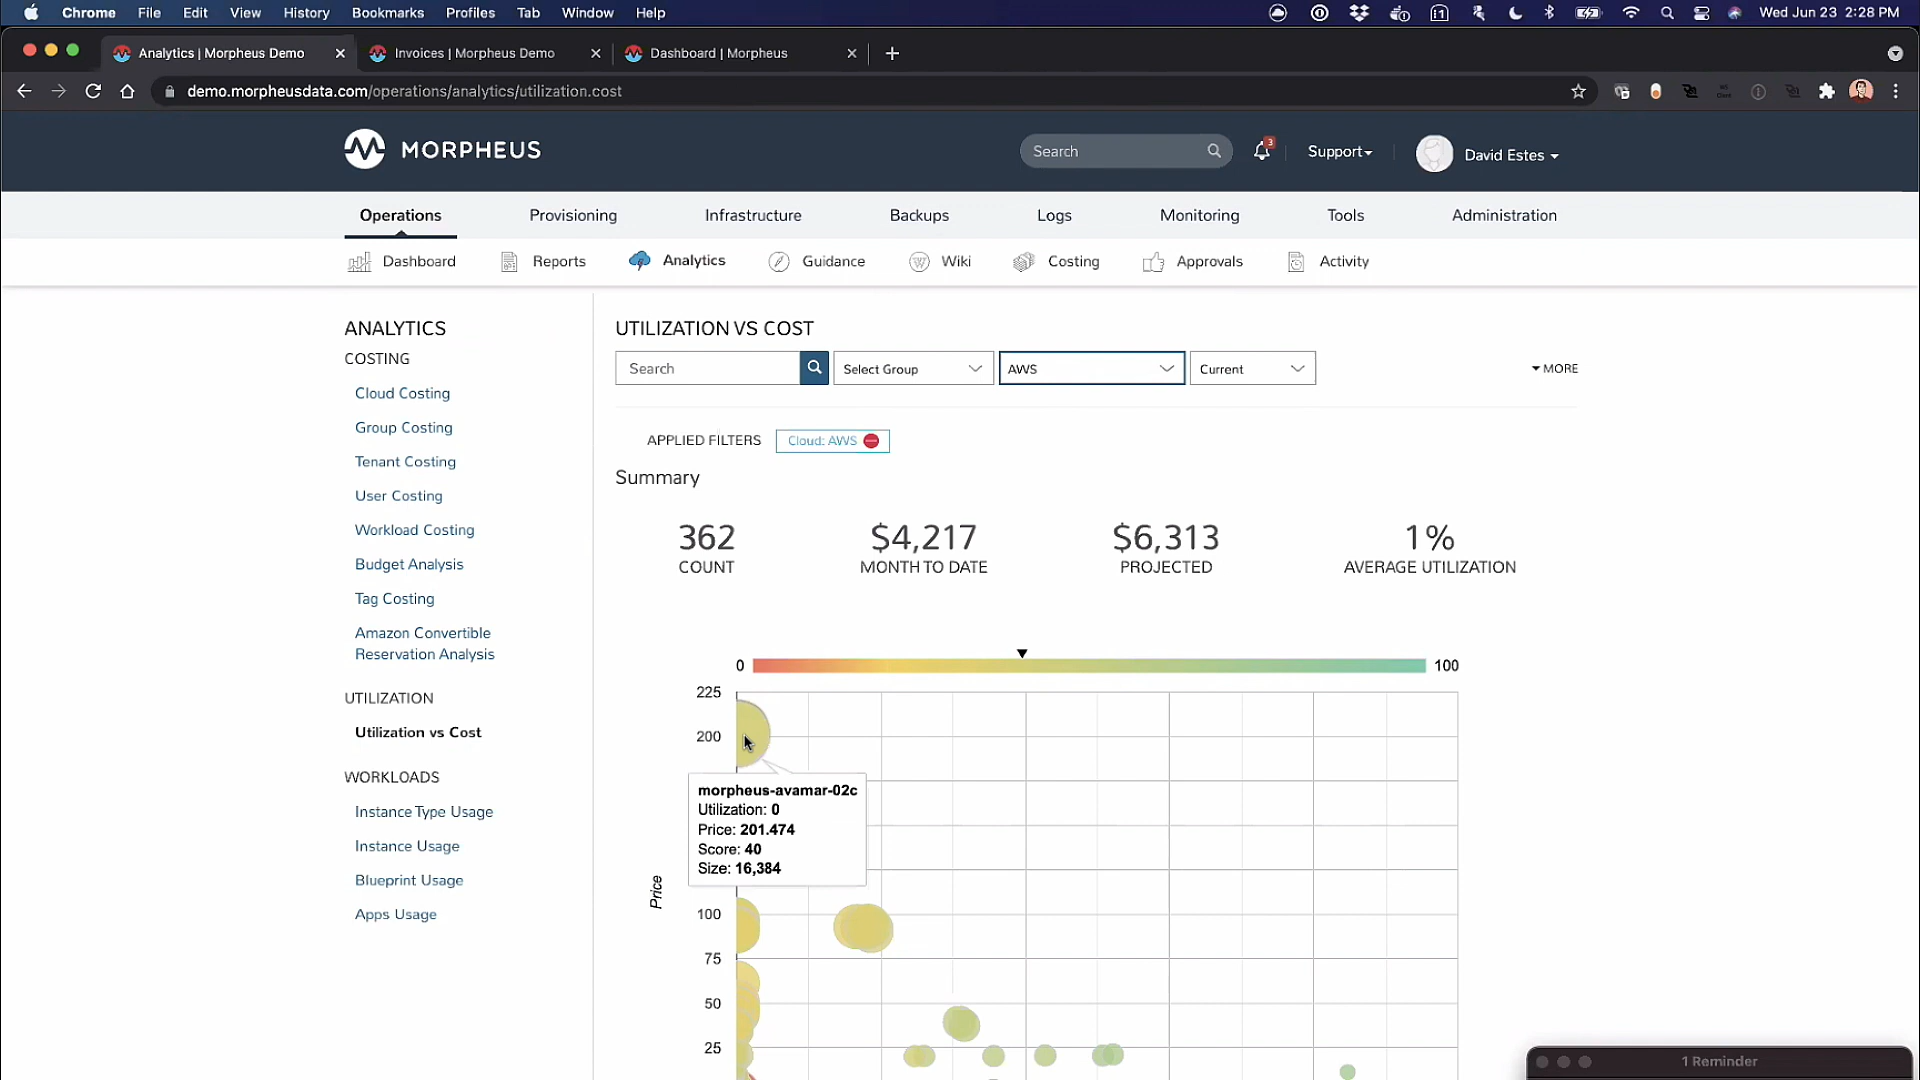 Chrome File Edit View History Bookmarks Profiles Tab Window Help Wed Jun 23 2:28 PM
Analytics | Morpheus Demo Invoices | Morpheus Demo Dashboard | Morpheus
demo.morpheusdata.com/operations/analytics/utilization.cost
MORPHEUS Search 3 Support David Estes
Operations Provisioning Infrastructure Backups Logs Monitoring Tools Administration
Dashboard Reports Analytics Guidance Wiki Costing Approvals Activity
ANALYTICS
COSTING
Cloud Costing
Group Costing
Tenant Costing
User Costing
Workload Costing
Budget Analysis
Tag Costing
Amazon Convertible
Reservation Analysis
UTILIZATION
Utilization vs Cost
WORKLOADS
Instance Type Usage
Instance Usage
Blueprint Usage
Apps Usage
UTILIZATION VS COST
Search Select Group AWS Current MORE
APPLIED FILTERS Cloud: AWS
Summary
362 $4,217 $6,313 1%
COUNT MONTH TO DATE PROJECTED AVERAGE UTILIZATION
0 100
225
200
morpheus-avamar-02c
Utilization: 0
Price: 201.474
Score: 40
Size: 16,384
Price
100
75
50
25
1 Reminder